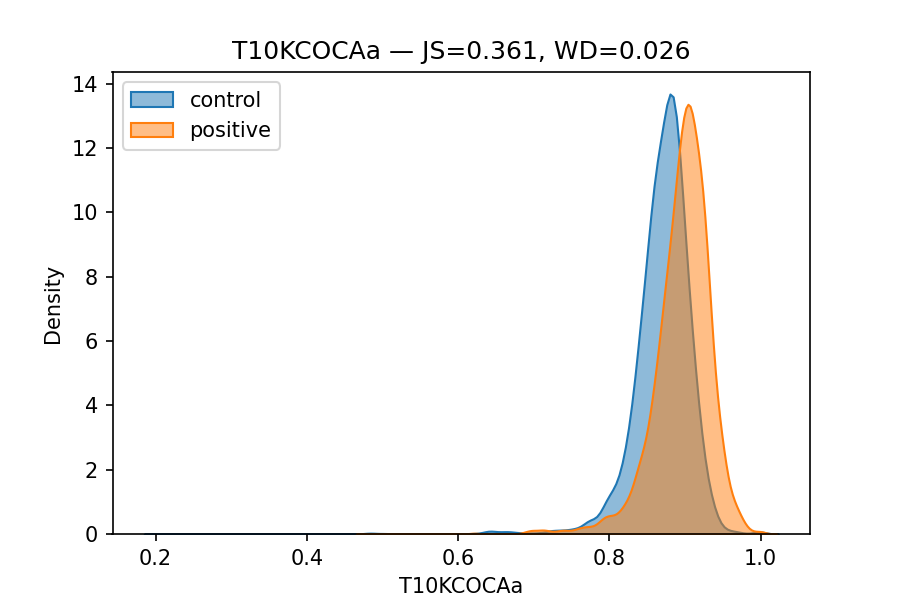 T10KCOCAa — JS=0.361, WD=0.026
control
positive
14
12
10
8
6
4
2
0
Density
0.2
0.4
0.6
0.8
1.0
T10KCOCAa